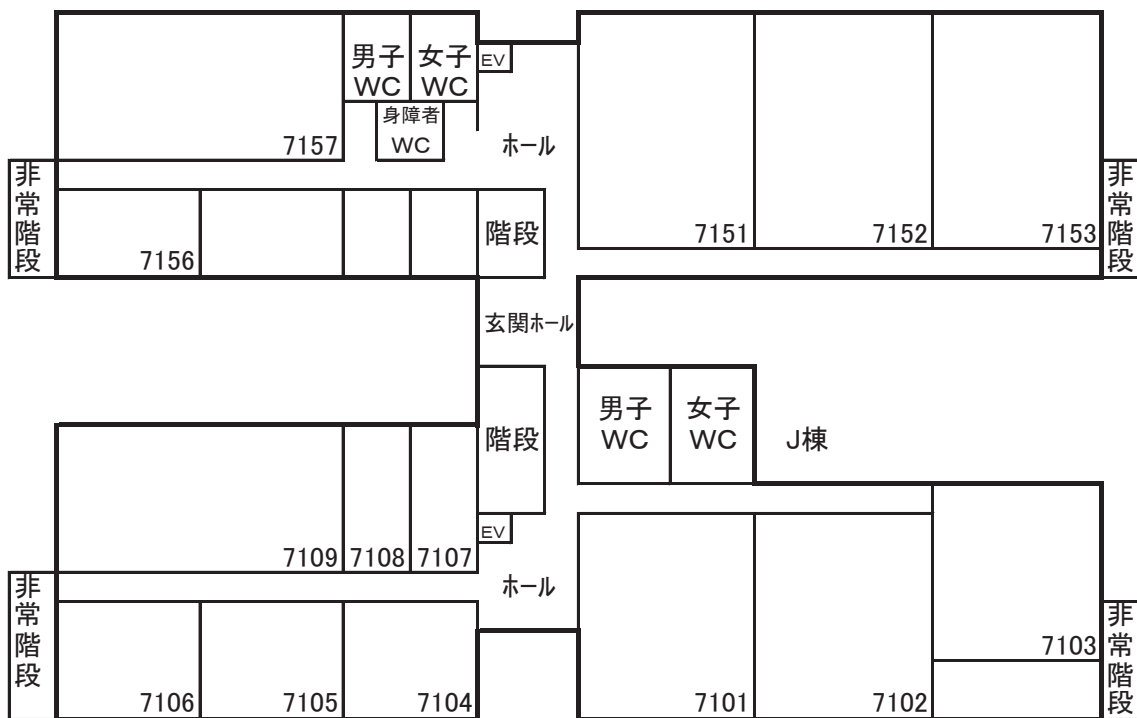 男子
WC
女子
WC
EV
身障者
WC
7157
ホール
非常階段
7156
階段
7151
7152
7153
非常階段
玄関ホール
階段
男子
WC
女子
WC
J棟
7109
7108
7107
EV
ホール
非常階段
7106
7105
7104
7101
7102
7103
非常階段